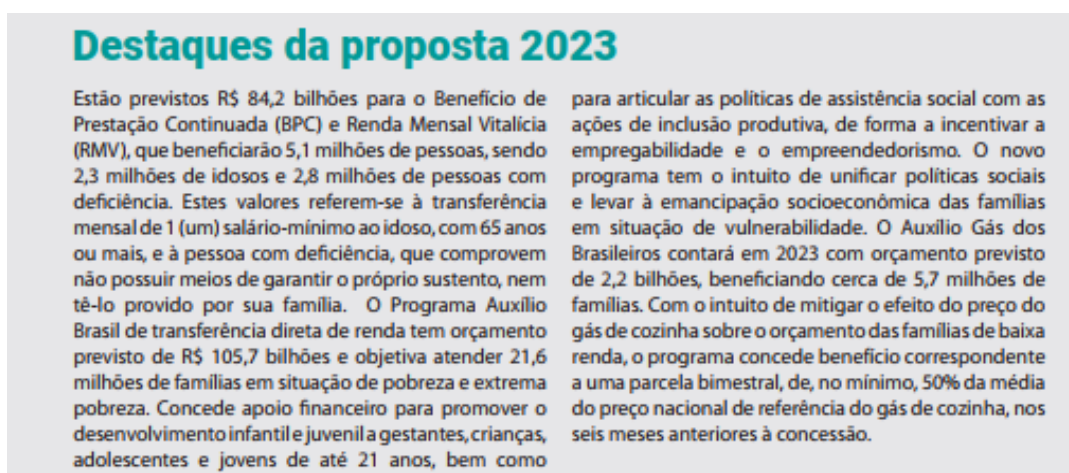 Destaques da proposta 2023
Estão previstos R$ 84,2 bilhões para o Benefício de
Prestação Continuada (BPC) e Renda Mensal Vitalícia
(RMV), que beneficiarão 5,1 milhões de pessoas, sendo
2,3 milhões de idosos e 2,8 milhões de pessoas com
deficiência. Estes valores referem-se à transferência
mensal de 1 (um) salário-mínimo ao idoso, com 65 anos
ou mais, e à pessoa com deficiência, que comprovem
não possuir meios de garantir o próprio sustento, nem
tê-lo provido por sua família. O Programa Auxílio
Brasil de transferência direta de renda tem orçamento
previsto de R$ 105,7 bilhões e objetiva atender 21,6
milhões de famílias em situação de pobreza e extrema
pobreza. Concede apoio financeiro para promover o
desenvolvimento infantil e juvenil a gestantes, crianças,
adolescentes e jovens de até 21 anos, bem como
para articular as políticas de assistência social com as
ações de inclusão produtiva, de forma a incentivar a
empregabilidade e o empreendedorismo. O novo
programa tem o intuito de unificar políticas sociais
e levar à emancipação socioeconômica das famílias
em situação de vulnerabilidade. O Auxílio Gás dos
Brasileiros contará em 2023 com orçamento previsto
de 2,2 bilhões, beneficiando cerca de 5,7 milhões de
famílias. Com o intuito de mitigar o efeito do preço do
gás de cozinha sobre o orçamento das famílias de baixa
renda, o programa concede benefício correspondente
a uma parcela bimestral, de, no mínimo, 50% da média
do preço nacional de referência do gás de cozinha, nos
seis meses anteriores à concessão.